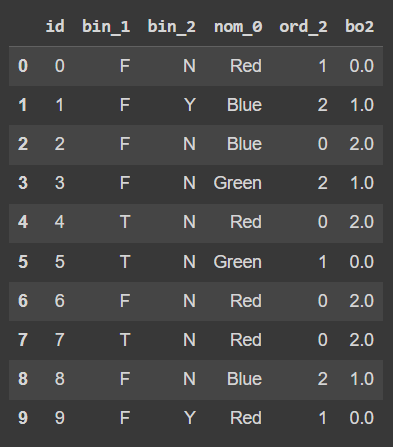 id bin_1 bin_2 nom_0 ord_2 bo2
0 0 F N Red 1 0.0
1 1 F Y Blue 2 1.0
2 2 F N Blue 0 2.0
3 3 F N Green 2 1.0
4 4 T N Red 0 2.0
5 5 T N Green 1 0.0
6 6 F N Red 0 2.0
7 7 T N Red 0 2.0
8 8 F N Blue 2 1.0
9 9 F Y Red 1 0.0